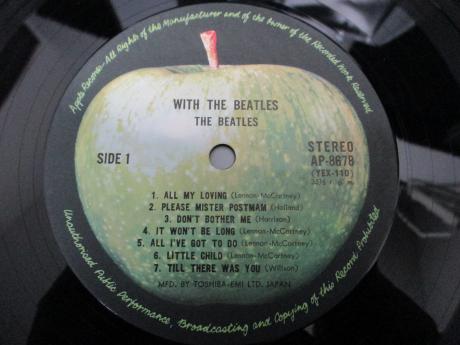 Apple Records · All Rights of the Manufacturer and of the Owner of the Recorded Work Reserved
WITH THE BEATLES
THE BEATLES
SIDE 1
STEREO
AP-8678
(YEX-110)
33⅓ r. p. m.
1. ALL MY LOVING (Lennon-McCartney)
2. PLEASE MISTER POSTMAM (Holland)
3. DON'T BOTHER ME (Harrison)
4. IT WON'T BE LONG (Lennon-McCartney)
5. ALL I'VE GOT TO DO (Lennon-McCartney)
6. LITTLE CHILD (Lennon-McCartney)
7. TILL THERE WAS YOU (Willson)
MFD. BY TOSHIBA-EMI LTD. JAPAN
Unauthorised Public Performance, Broadcasting and Copying of this Record Prohibited